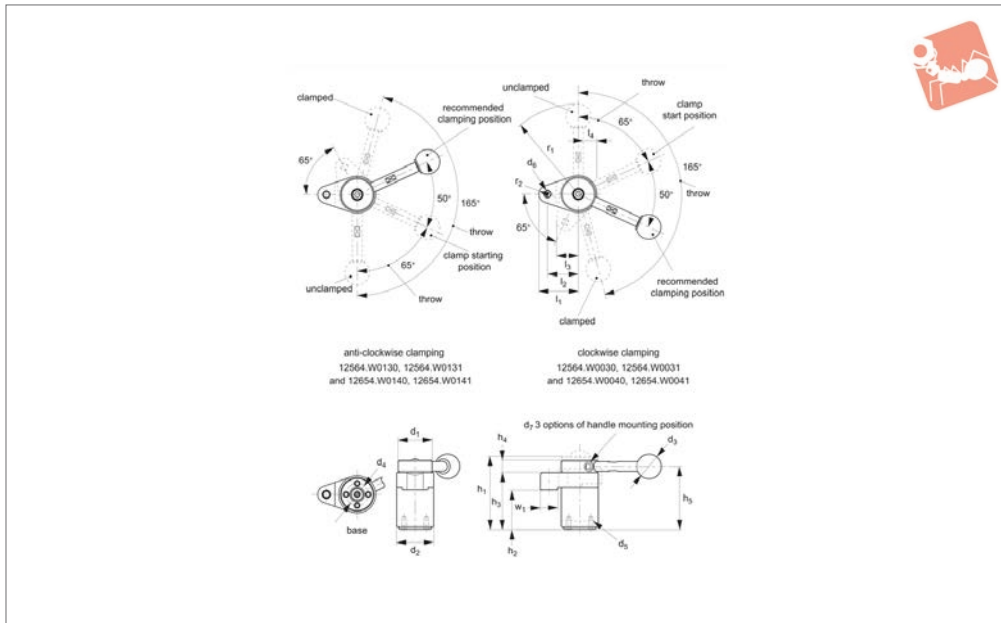 clamped
recommended
clamping position
65°
50°
165°
throw
clamp starting
position
65°
unclamped
throw
unclamped
throw
65°
clamp
start position
l4
r1
165°
d6
throw
r2
50°
65°
l3
l2
l1
recommended
clamping position
clamped
anti-clockwise clamping
12564.W0130, 12564.W0131
and 12654.W0140, 12654.W0141
clockwise clamping
12564.W0030, 12564.W0031
and 12654.W0040, 12654.W0041
d1
d4
base
d2
d7 3 options of handle mounting position
h4
d3
h1
h3
w1
h5
h2
d5